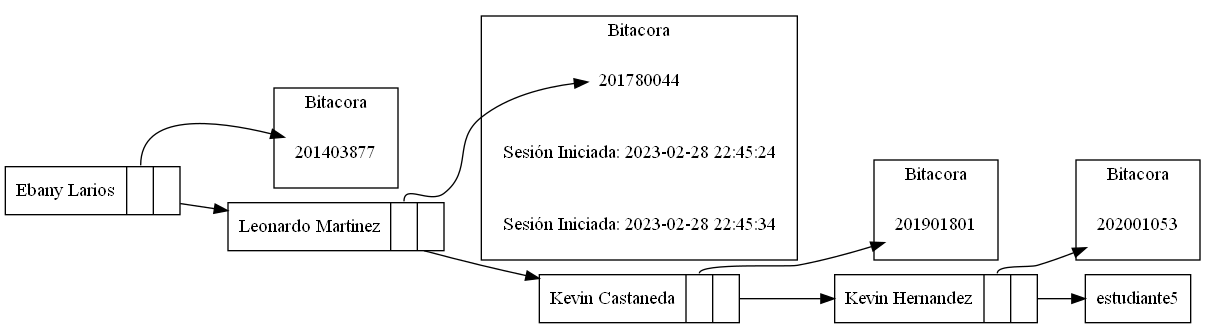 Bitacora
201780044
Sesión Iniciada: 2023-02-28 22:45:24
Sesión Iniciada: 2023-02-28 22:45:34
Bitacora
201403877
Ebany Larios
Leonardo Martinez
Bitacora
201901801
Bitacora
202001053
Kevin Castaneda
Kevin Hernandez
estudiante5